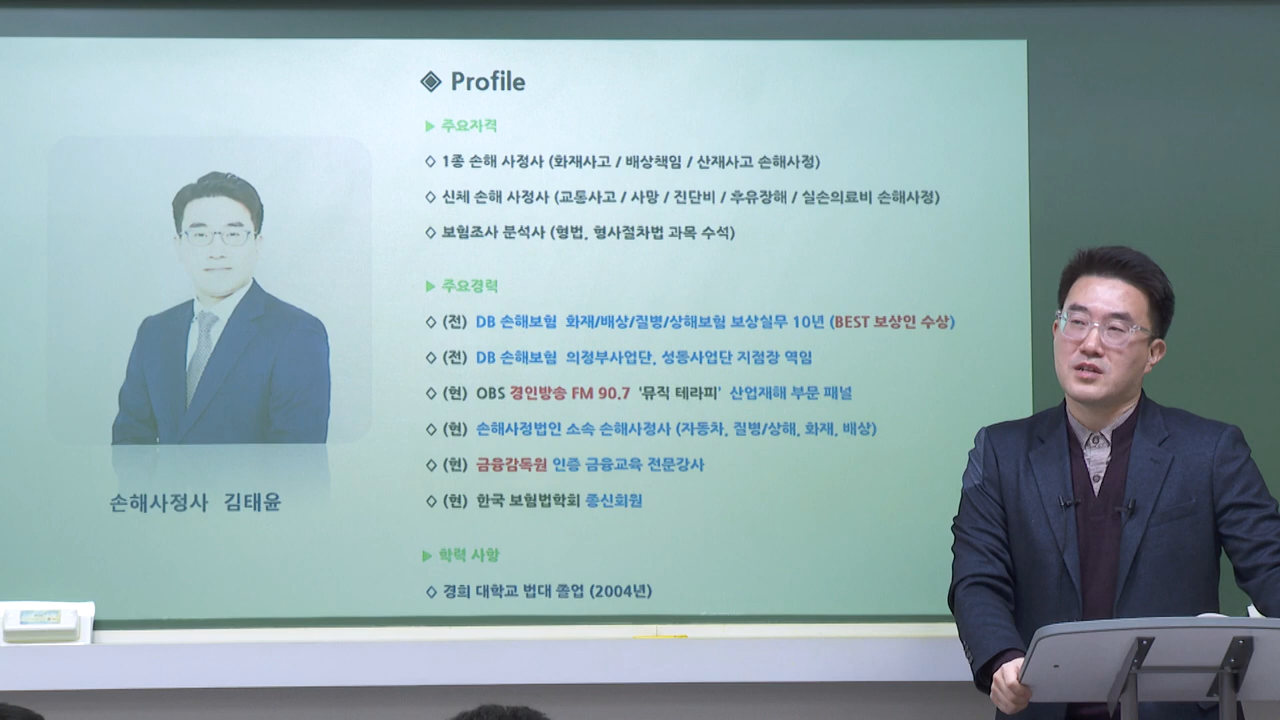 ◈ Profile
▶ 주요자격
◇ 1종 손해 사정사 (화재사고 / 배상책임 / 산재사고 손해사정)
◇ 신체 손해 사정사 (교통사고 / 사망 / 진단비 / 후유장해 / 실손의료비 손해사정)
◇ 보험조사 분석사 (형법, 형사절차법 과목 수석)
▶ 주요경력
◇ (전) DB 손해보험 화재/배상/질병/상해보험 보상실무 10년 (BEST 보상인 수상)
◇ (전) DB 손해보험 의정부사업단, 성동사업단 지점장 역임
◇ (현) OBS 경인방송 FM 90.7 '뮤직 테라피' 산업재해 부문 패널
◇ (현) 손해사정법인 소속 손해사정사 (자동차, 질병/상해, 화재, 배상)
◇ (현) 금융감독원 인증 금융교육 전문강사
◇ (현) 한국 보험법학회 종신회원
▶ 학력 사항
◇ 경희 대학교 법대 졸업 (2004년)
손해사정사 김태윤